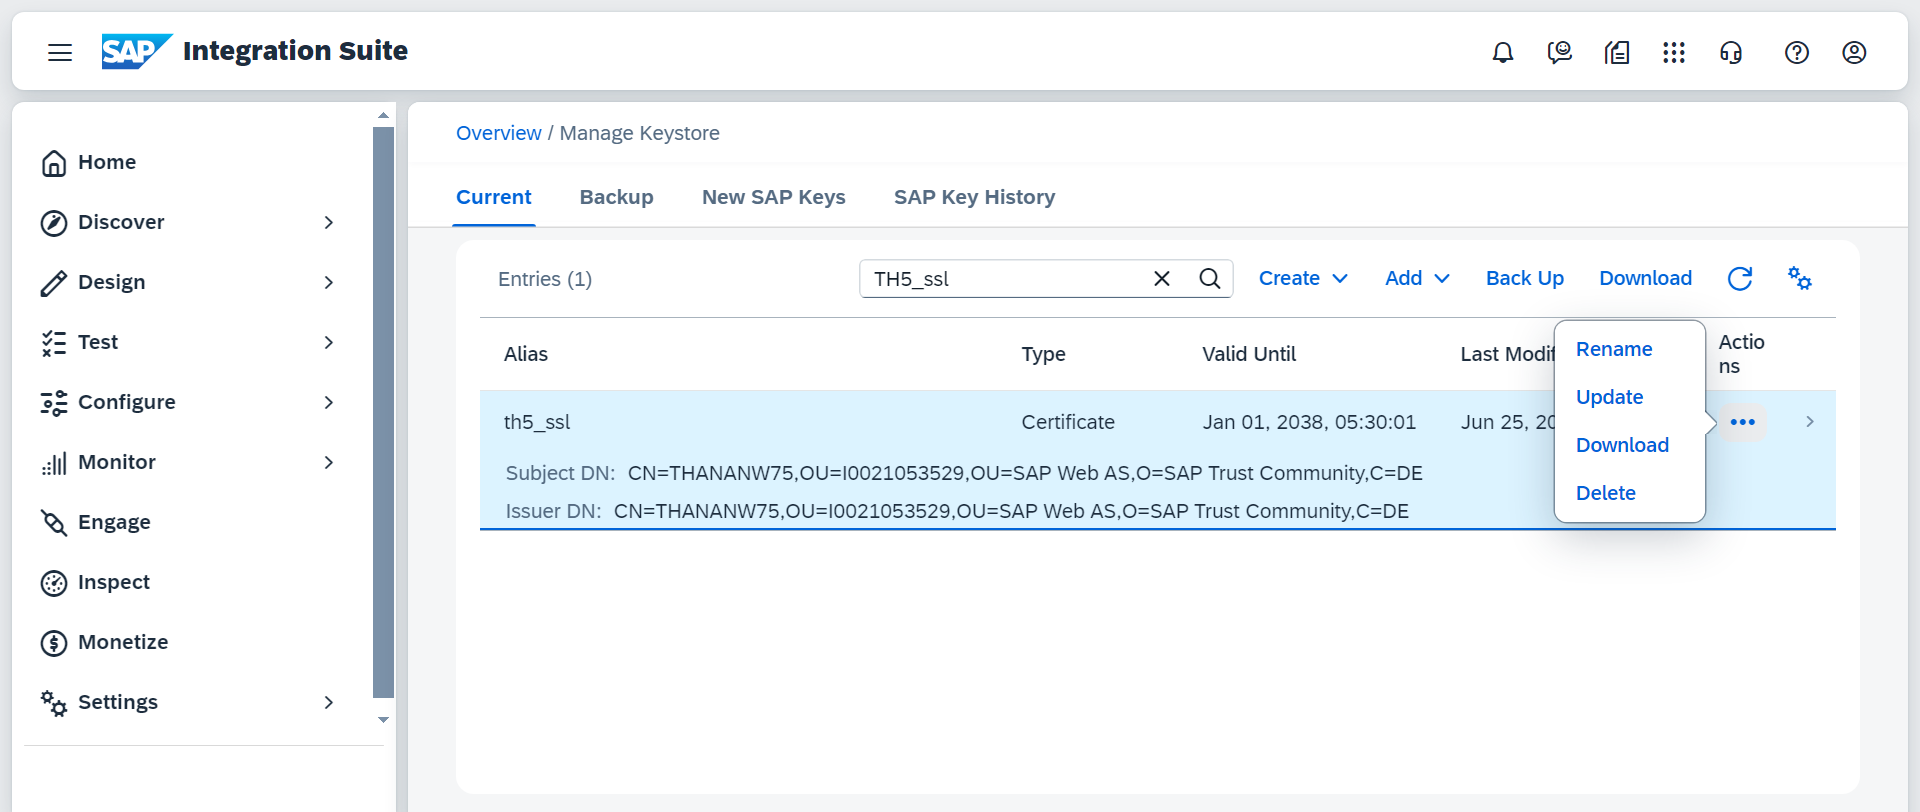 SAP Integration Suite
Home
Discover
Design
Test
Configure
Monitor
Engage
Inspect
Monetize
Settings
Overview / Manage Keystore
Current Backup New SAP Keys SAP Key History
Entries (1) TH5_ssl Create Add Back Up Download
Alias Type Valid Until Last Modif Actio
ns
th5_ssl Certificate Jan 01, 2038, 05:30:01 Jun 25, 20
Subject DN: CN=THANANW75,OU=I0021053529,OU=SAP Web AS,O=SAP Trust Community,C=DE
Issuer DN: CN=THANANW75,OU=I0021053529,OU=SAP Web AS,O=SAP Trust Community,C=DE
Rename
Update
Download
Delete